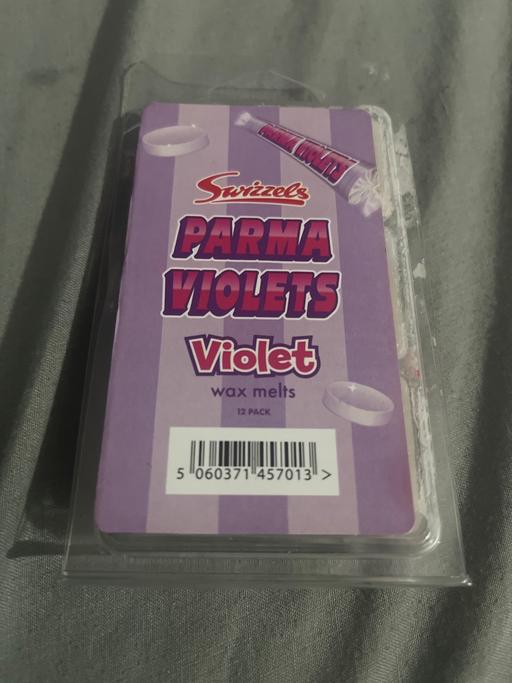 PARMA VIOLETS
Swizzels
PARMA
VIOLETS
Violet
wax melts
12 PACK
5 060371 457013 >